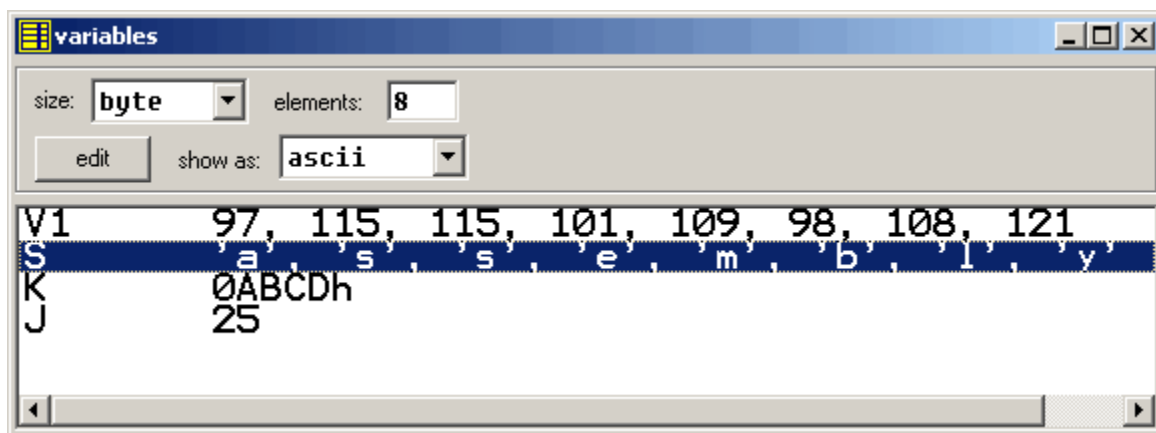 variables
size: byte elements: 8
edit show as: ascii
V1 97, 115, 115, 101, 109, 98, 108, 121
S 'a', 's', 's', 'e', 'm', 'b', 'l', 'y'
K 0ABCDh
J 25